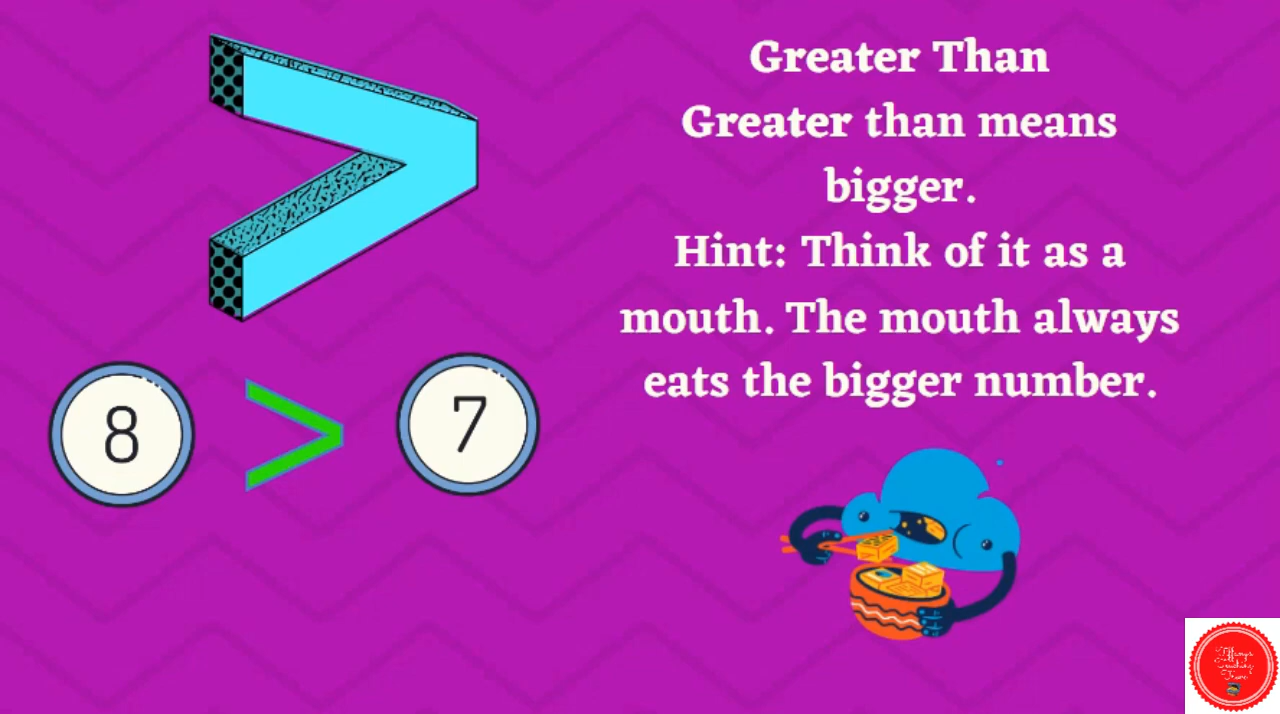 Greater Than
Greater than means
bigger.
Hint: Think of it as a
mouth. The mouth always
eats the bigger number.
8 > 7